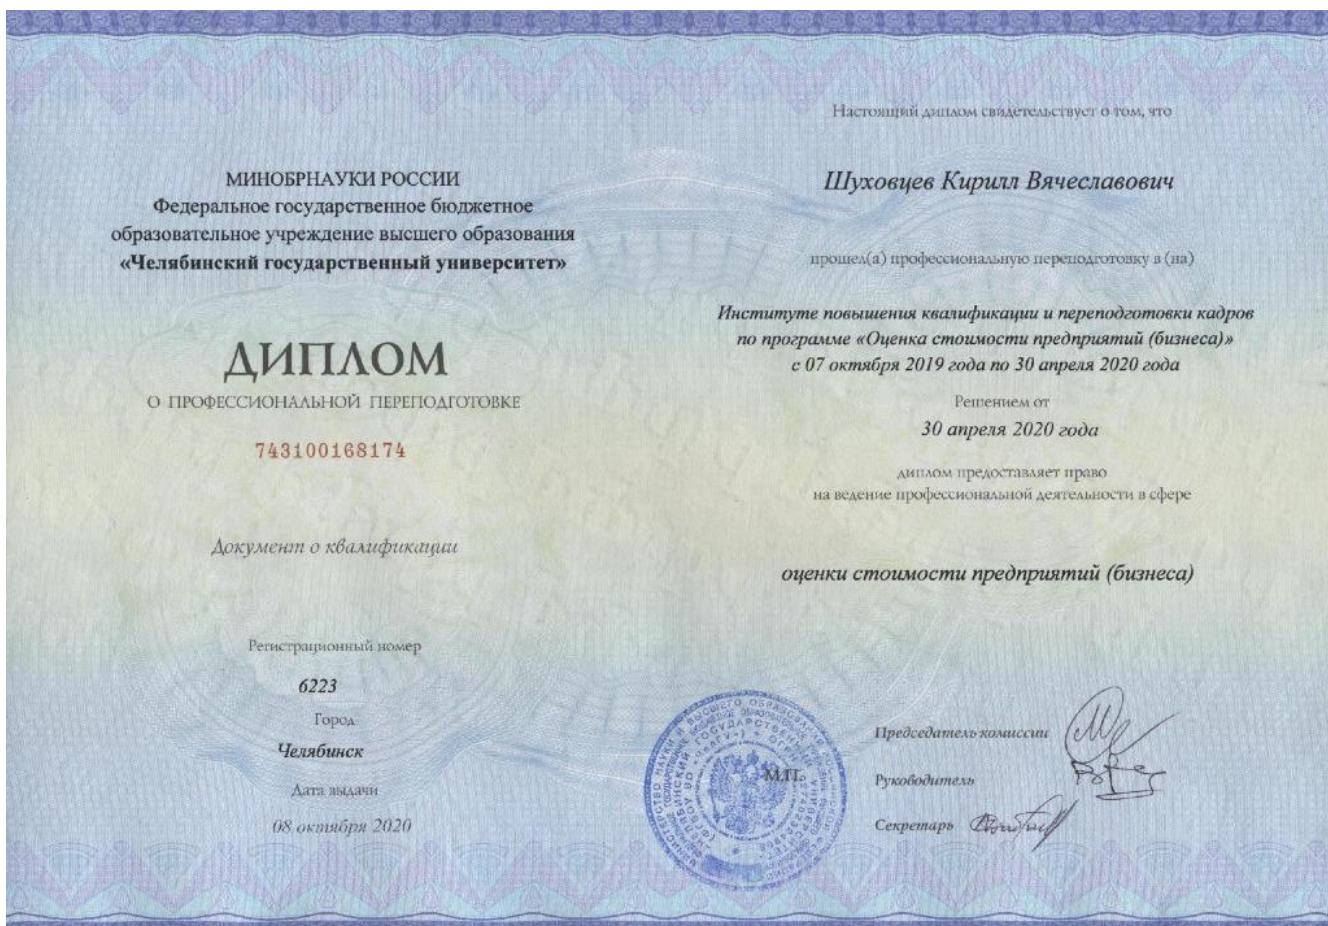 МИНОБРНАУКИ РОССИИ
Федеральное государственное бюджетное
образовательное учреждение высшего образования
«Челябинский государственный университет»
ДИПЛОМ
О ПРОФЕССИОНАЛЬНОЙ ПЕРЕПОДГОТОВКЕ
743100168174
Документ о квалификации
Регистрационный номер
6223
Город
Челябинск
Дата выдачи
08 октября 2020
Настоящий диплом свидетельствует о том, что
Шуховцев Кирилл Вячеславович
прошел(а) профессиональную переподготовку в (на)
Институте повышения квалификации и переподготовки кадров
по программе «Оценка стоимости предприятий (бизнеса)»
с 07 октября 2019 года по 30 апреля 2020 года
Решением от
30 апреля 2020 года
диплом предоставляет право
на ведение профессиональной деятельности в сфере
оценки стоимости предприятий (бизнеса)
Председатель комиссии
М.П.
Руководитель
Секретарь